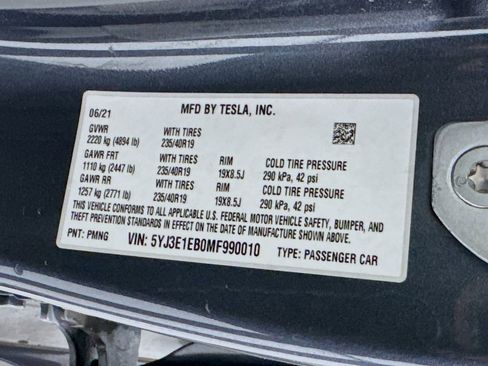 06/21 MFD BY TESLA, INC.
GVWR WITH TIRES
2220 kg (4894 lb) 235/40R19
GAWR FRT WITH TIRES RIM COLD TIRE PRESSURE
1110 kg (2447 lb) 235/40R19 19X8.5J 290 kPa, 42 psi
GAWR RR WITH TIRES RIM COLD TIRE PRESSURE
1257 kg (2771 lb) 235/40R19 19X8.5J 290 kPa, 42 psi
THIS VEHICLE CONFORMS TO ALL APPLICABLE U.S. FEDERAL MOTOR VEHICLE SAFETY, BUMPER, AND
THEFT PREVENTION STANDARDS IN EFFECT ON THE DATE OF MANUFACTURE SHOWN ABOVE.
PNT: PMNG VIN: 5YJ3E1EB0MF990010 TYPE: PASSENGER CAR